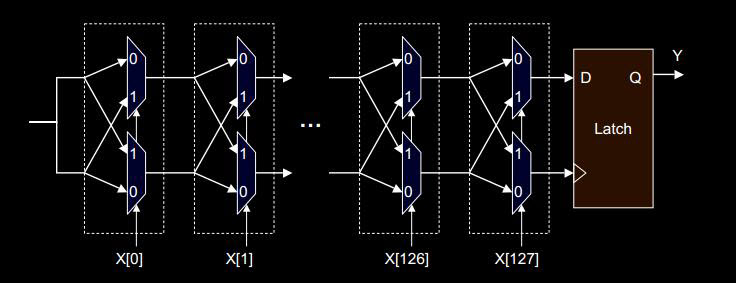 0 0 0 0
1 1 1 1
...
1 1 1 1
0 0 0 0
D Q Y
Latch
X[0] X[1] X[126] X[127]